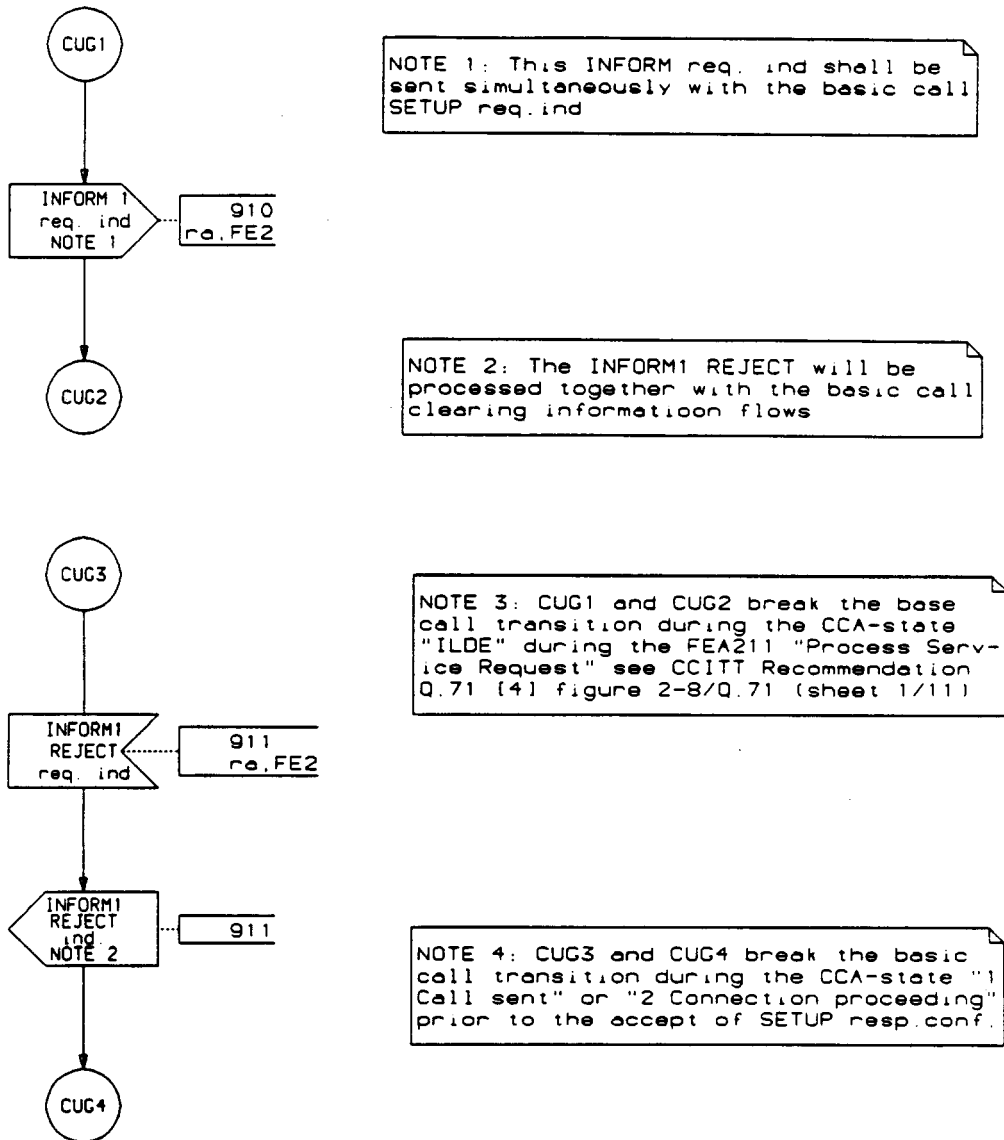 CUG1
NOTE 1: This INFORM req. ind shall be
sent simultaneously with the basic call
SETUP req.ind
INFORM 1
req. ind
NOTE 1
910
ra,FE2
CUG2
NOTE 2: The INFORM1 REJECT will be
processed together with the basic call
clearing informatioon flows
CUG3
NOTE 3: CUG1 and CUG2 break the base
call transition during the CCA-state
"ILDE" during the FEA211 "Process Serv-
ice Request" see CCITT Recommendation
Q.71 [4] figure 2-8/Q.71 (sheet 1/11)
INFORM1
REJECT
req. ind
911
ra,FE2
INFORM1
REJECT
ind.
NOTE 2
911
NOTE 4: CUG3 and CUG4 break the basic
call transition during the CCA-state "1
Call sent" or "2 Connection proceeding"
prior to the accept of SETUP resp.conf.
CUG4